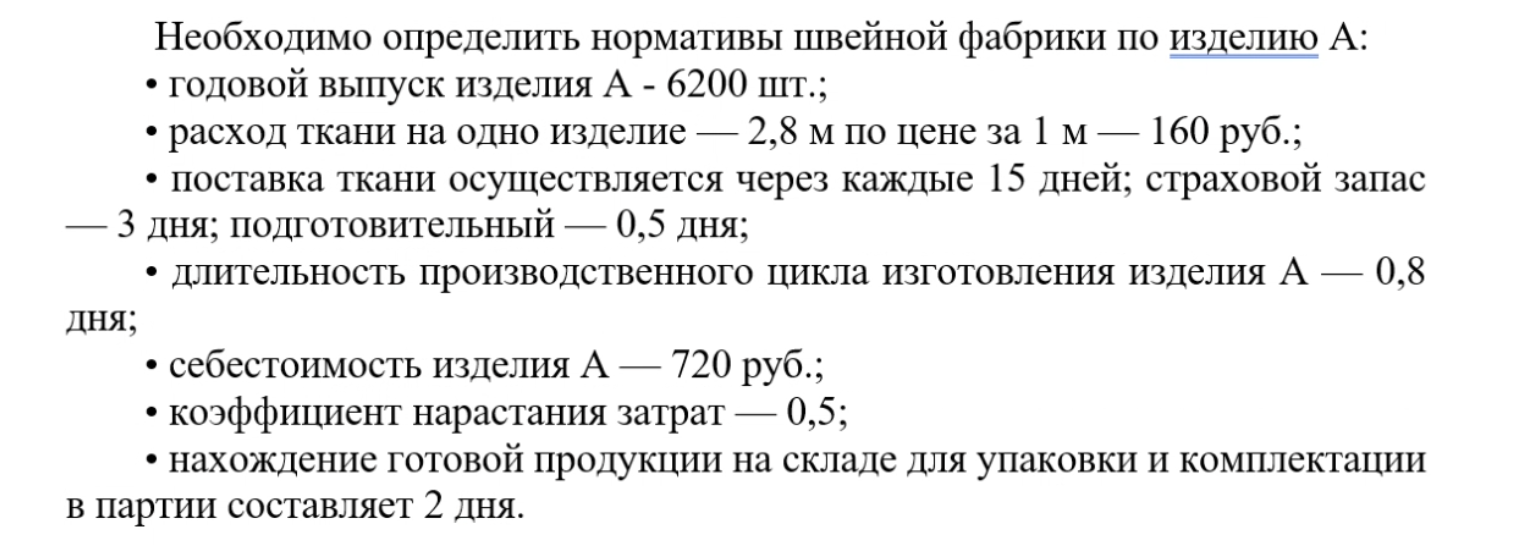 Необходимо определить нормативы швейной фабрики по изделию А:
• годовой выпуск изделия А - 6200 шт.;
• расход ткани на одно изделие — 2,8 м по цене за 1 м — 160 руб.;
• поставка ткани осуществляется через каждые 15 дней; страховой запас
— 3 дня; подготовительный — 0,5 дня;
• длительность производственного цикла изготовления изделия А — 0,8
дня;
• себестоимость изделия А — 720 руб.;
• коэффициент нарастания затрат — 0,5;
• нахождение готовой продукции на складе для упаковки и комплектации
в партии составляет 2 дня.